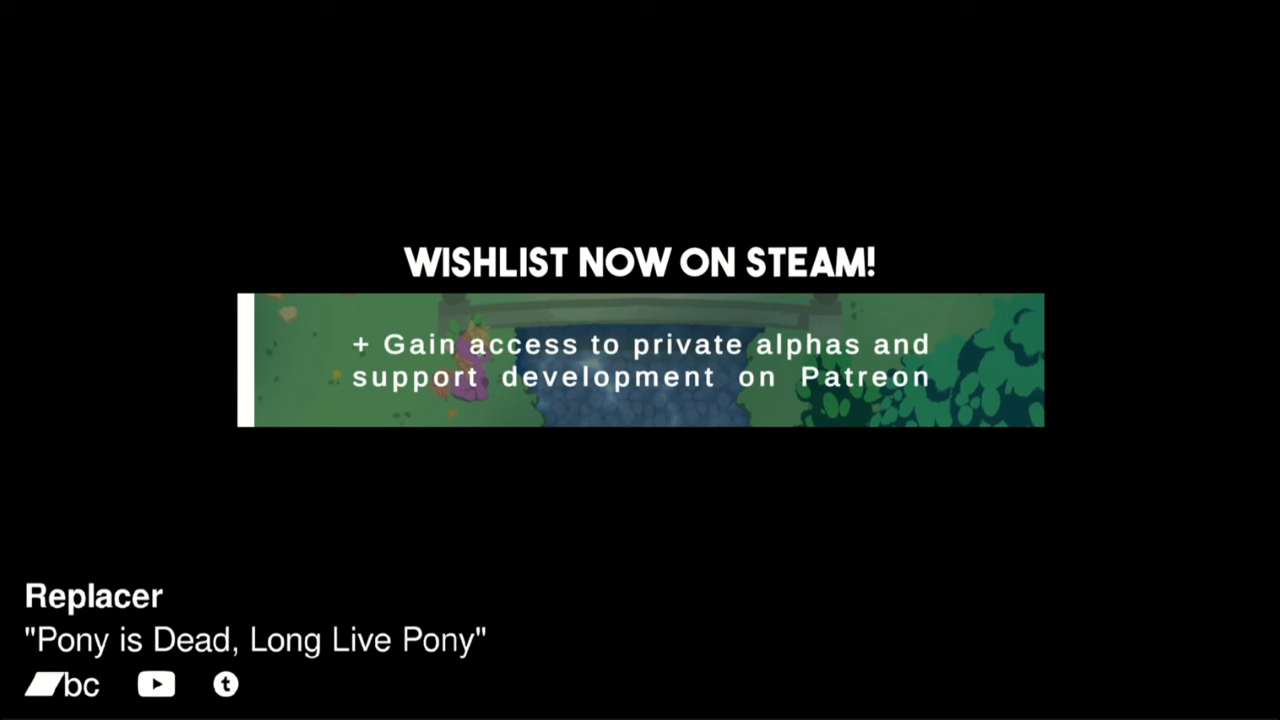 WISHLIST NOW ON STEAM!
+ Gain access to private alphas and
support development on Patreon
Replacer
"Pony is Dead, Long Live Pony"
bc t